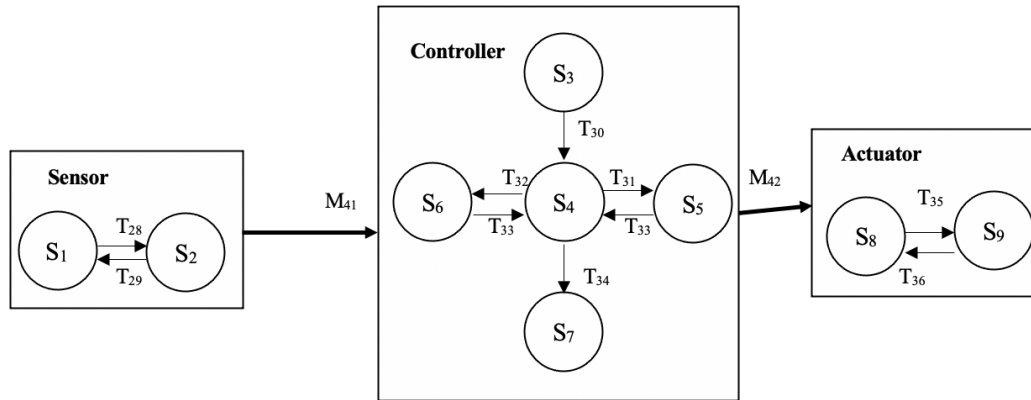 Sensor
S1
T28
T29
S2
M41
Controller
S3
T30
S6
T32
T33
S4
T31
T33
S5
T34
S7
M42
Actuator
S8
T35
T36
S9